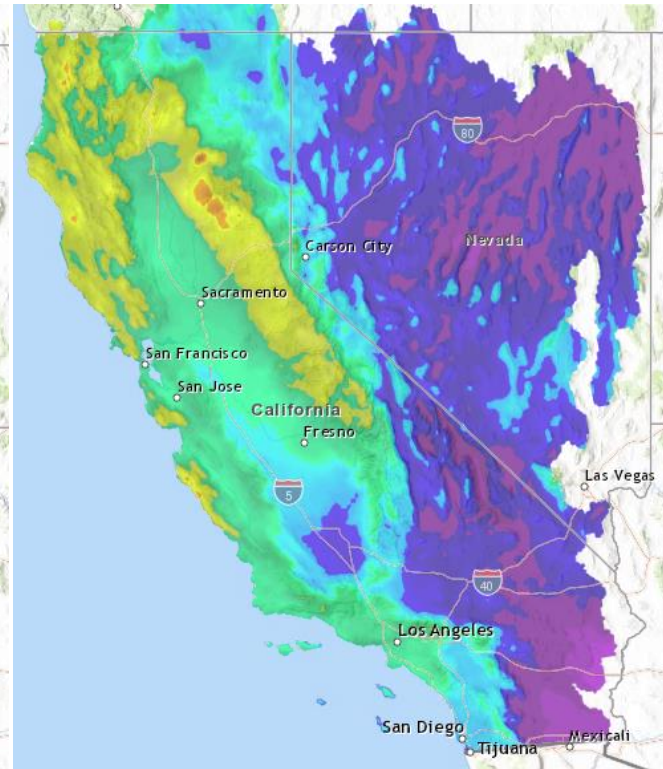 80
Nevada
Carson City
Sacramento
San Francisco
San Jose
California
Fresno
5
Las Vegas
40
Los Angeles
San Diego
Mexicali
Tijuana